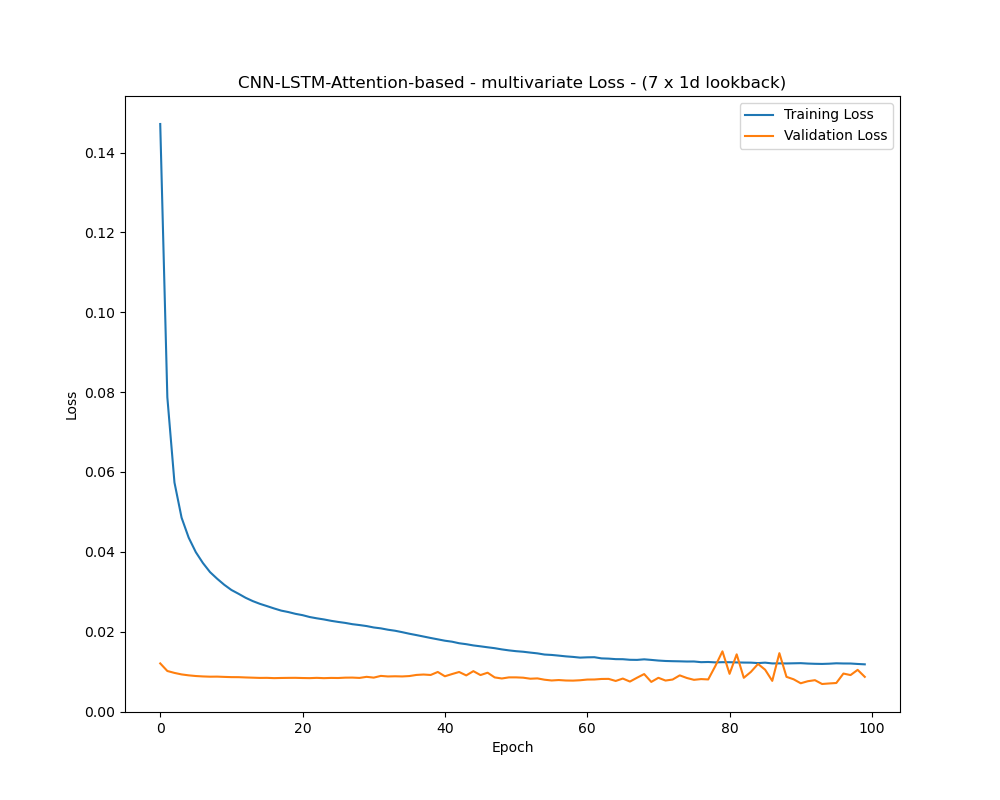 CNN-LSTM-Attention-based - multivariate Loss - (7 x 1d lookback)
Training Loss
Validation Loss
0.14
0.12
0.10
0.08
0.06
0.04
0.02
0.00
Loss
0 20 40 60 80 100
Epoch